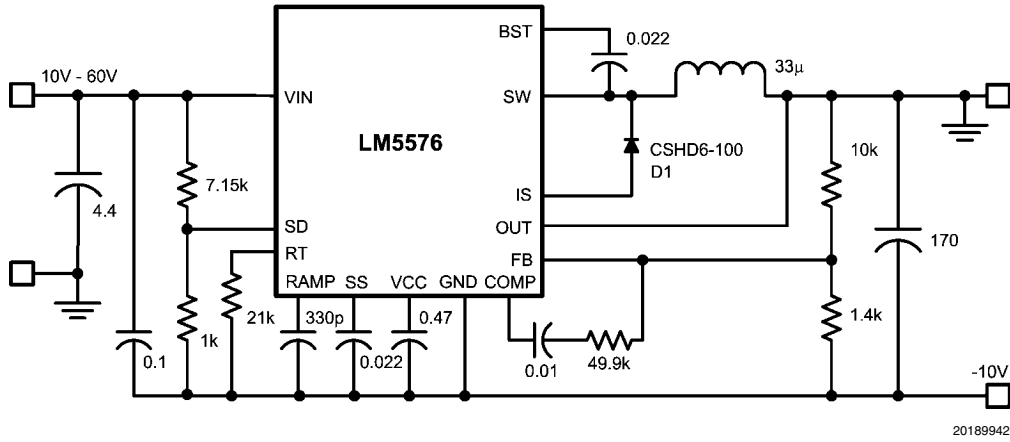 BST
0.022
10V - 60V
33µ
VIN
SW
LM5576
10k
CSHD6-100
D1
7.15k
IS
4.4
SD
OUT
170
RT
FB
RAMP SS VCC GND COMP
21k
330p
0.47
1.4k
1k
0.1
0.022
0.01
49.9k
-10V
20189942